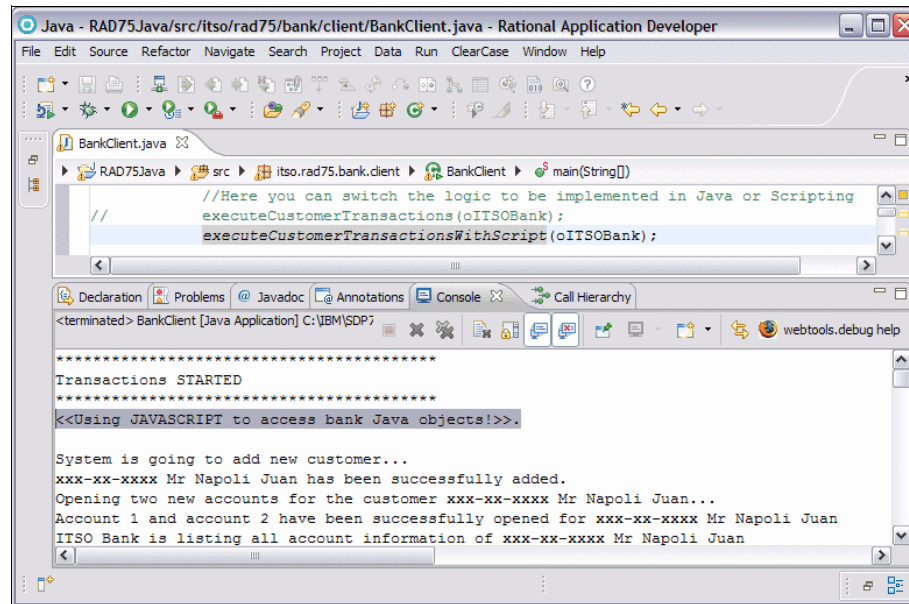 Java - RAD75Java/src/itso/rad75/bank/client/BankClient.java - Rational Application Developer
File Edit Source Refactor Navigate Search Project Data Run ClearCase Window Help
BankClient.java
RAD75Java src itso.rad75.bank.client BankClient main(String[])
//Here you can switch the logic to be implemented in Java or Scripting
// executeCustomerTransactions(oITSOBank);
executeCustomerTransactionsWithScript(oITSOBank);
Declaration Problems @ Javadoc Annotations Console Call Hierarchy
<terminated> BankClient [Java Application] C:\IBM\SDP7 webtools.debug help
*****************************************
Transactions STARTED
*****************************************
<<Using JAVASCRIPT to access bank Java objects!>>.
System is going to add new customer...
xxx-xx-xxxx Mr Napoli Juan has been successfully added.
Opening two new accounts for the customer xxx-xx-xxxx Mr Napoli Juan...
Account 1 and account 2 have been successfully opened for xxx-xx-xxxx Mr Napoli Juan
ITSO Bank is listing all account information of xxx-xx-xxxx Mr Napoli Juan